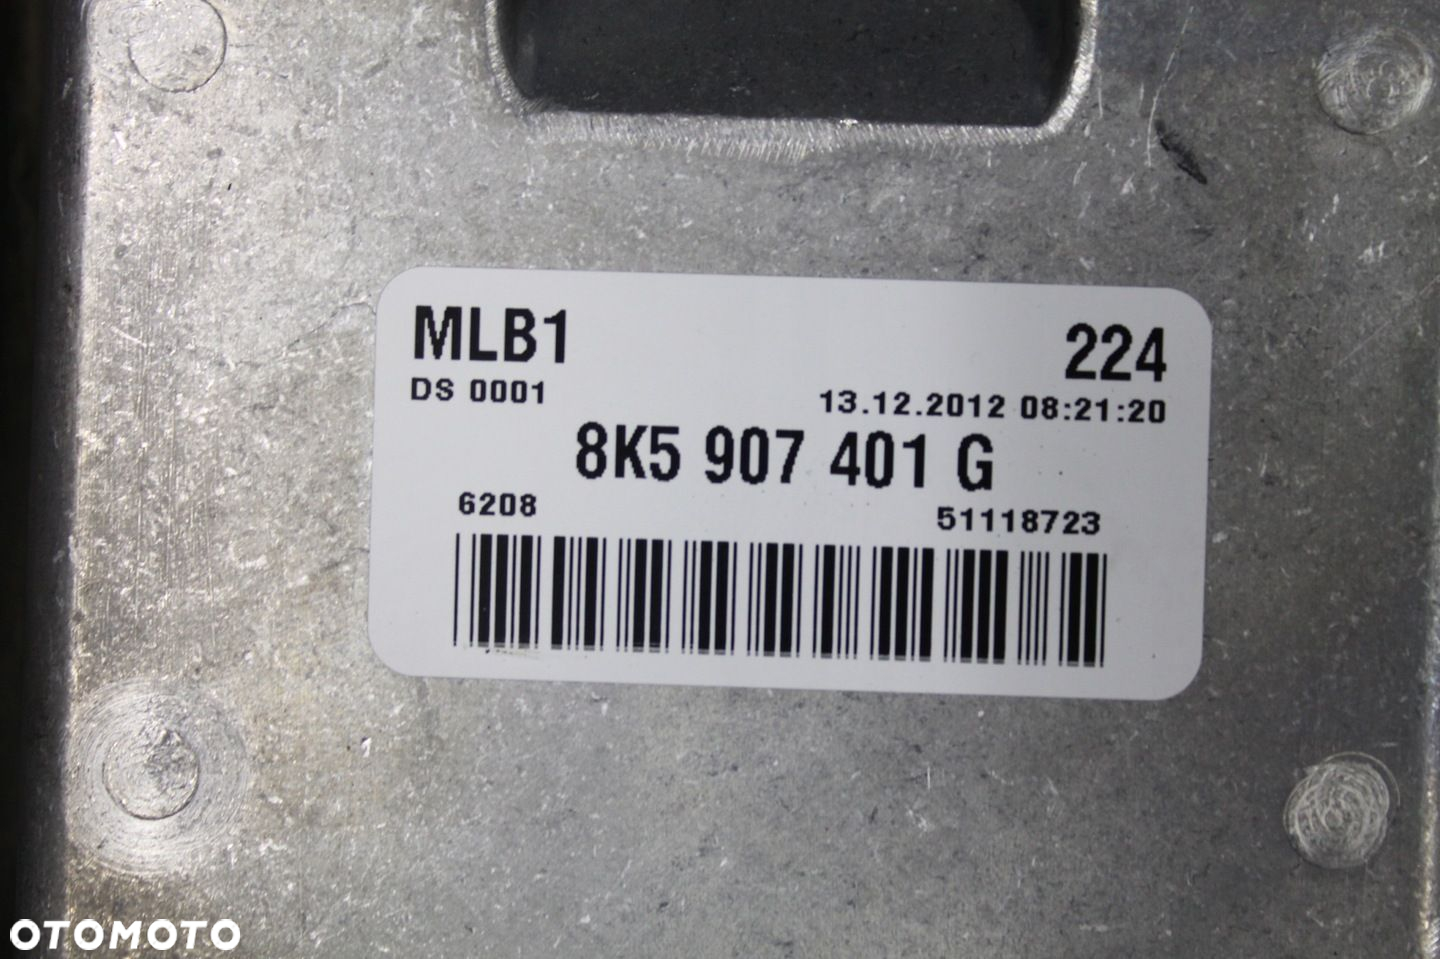 MLB1 224
DS 0001 13.12.2012 08:21:20
8K5 907 401 G
6208 51118723
OTOMOTO